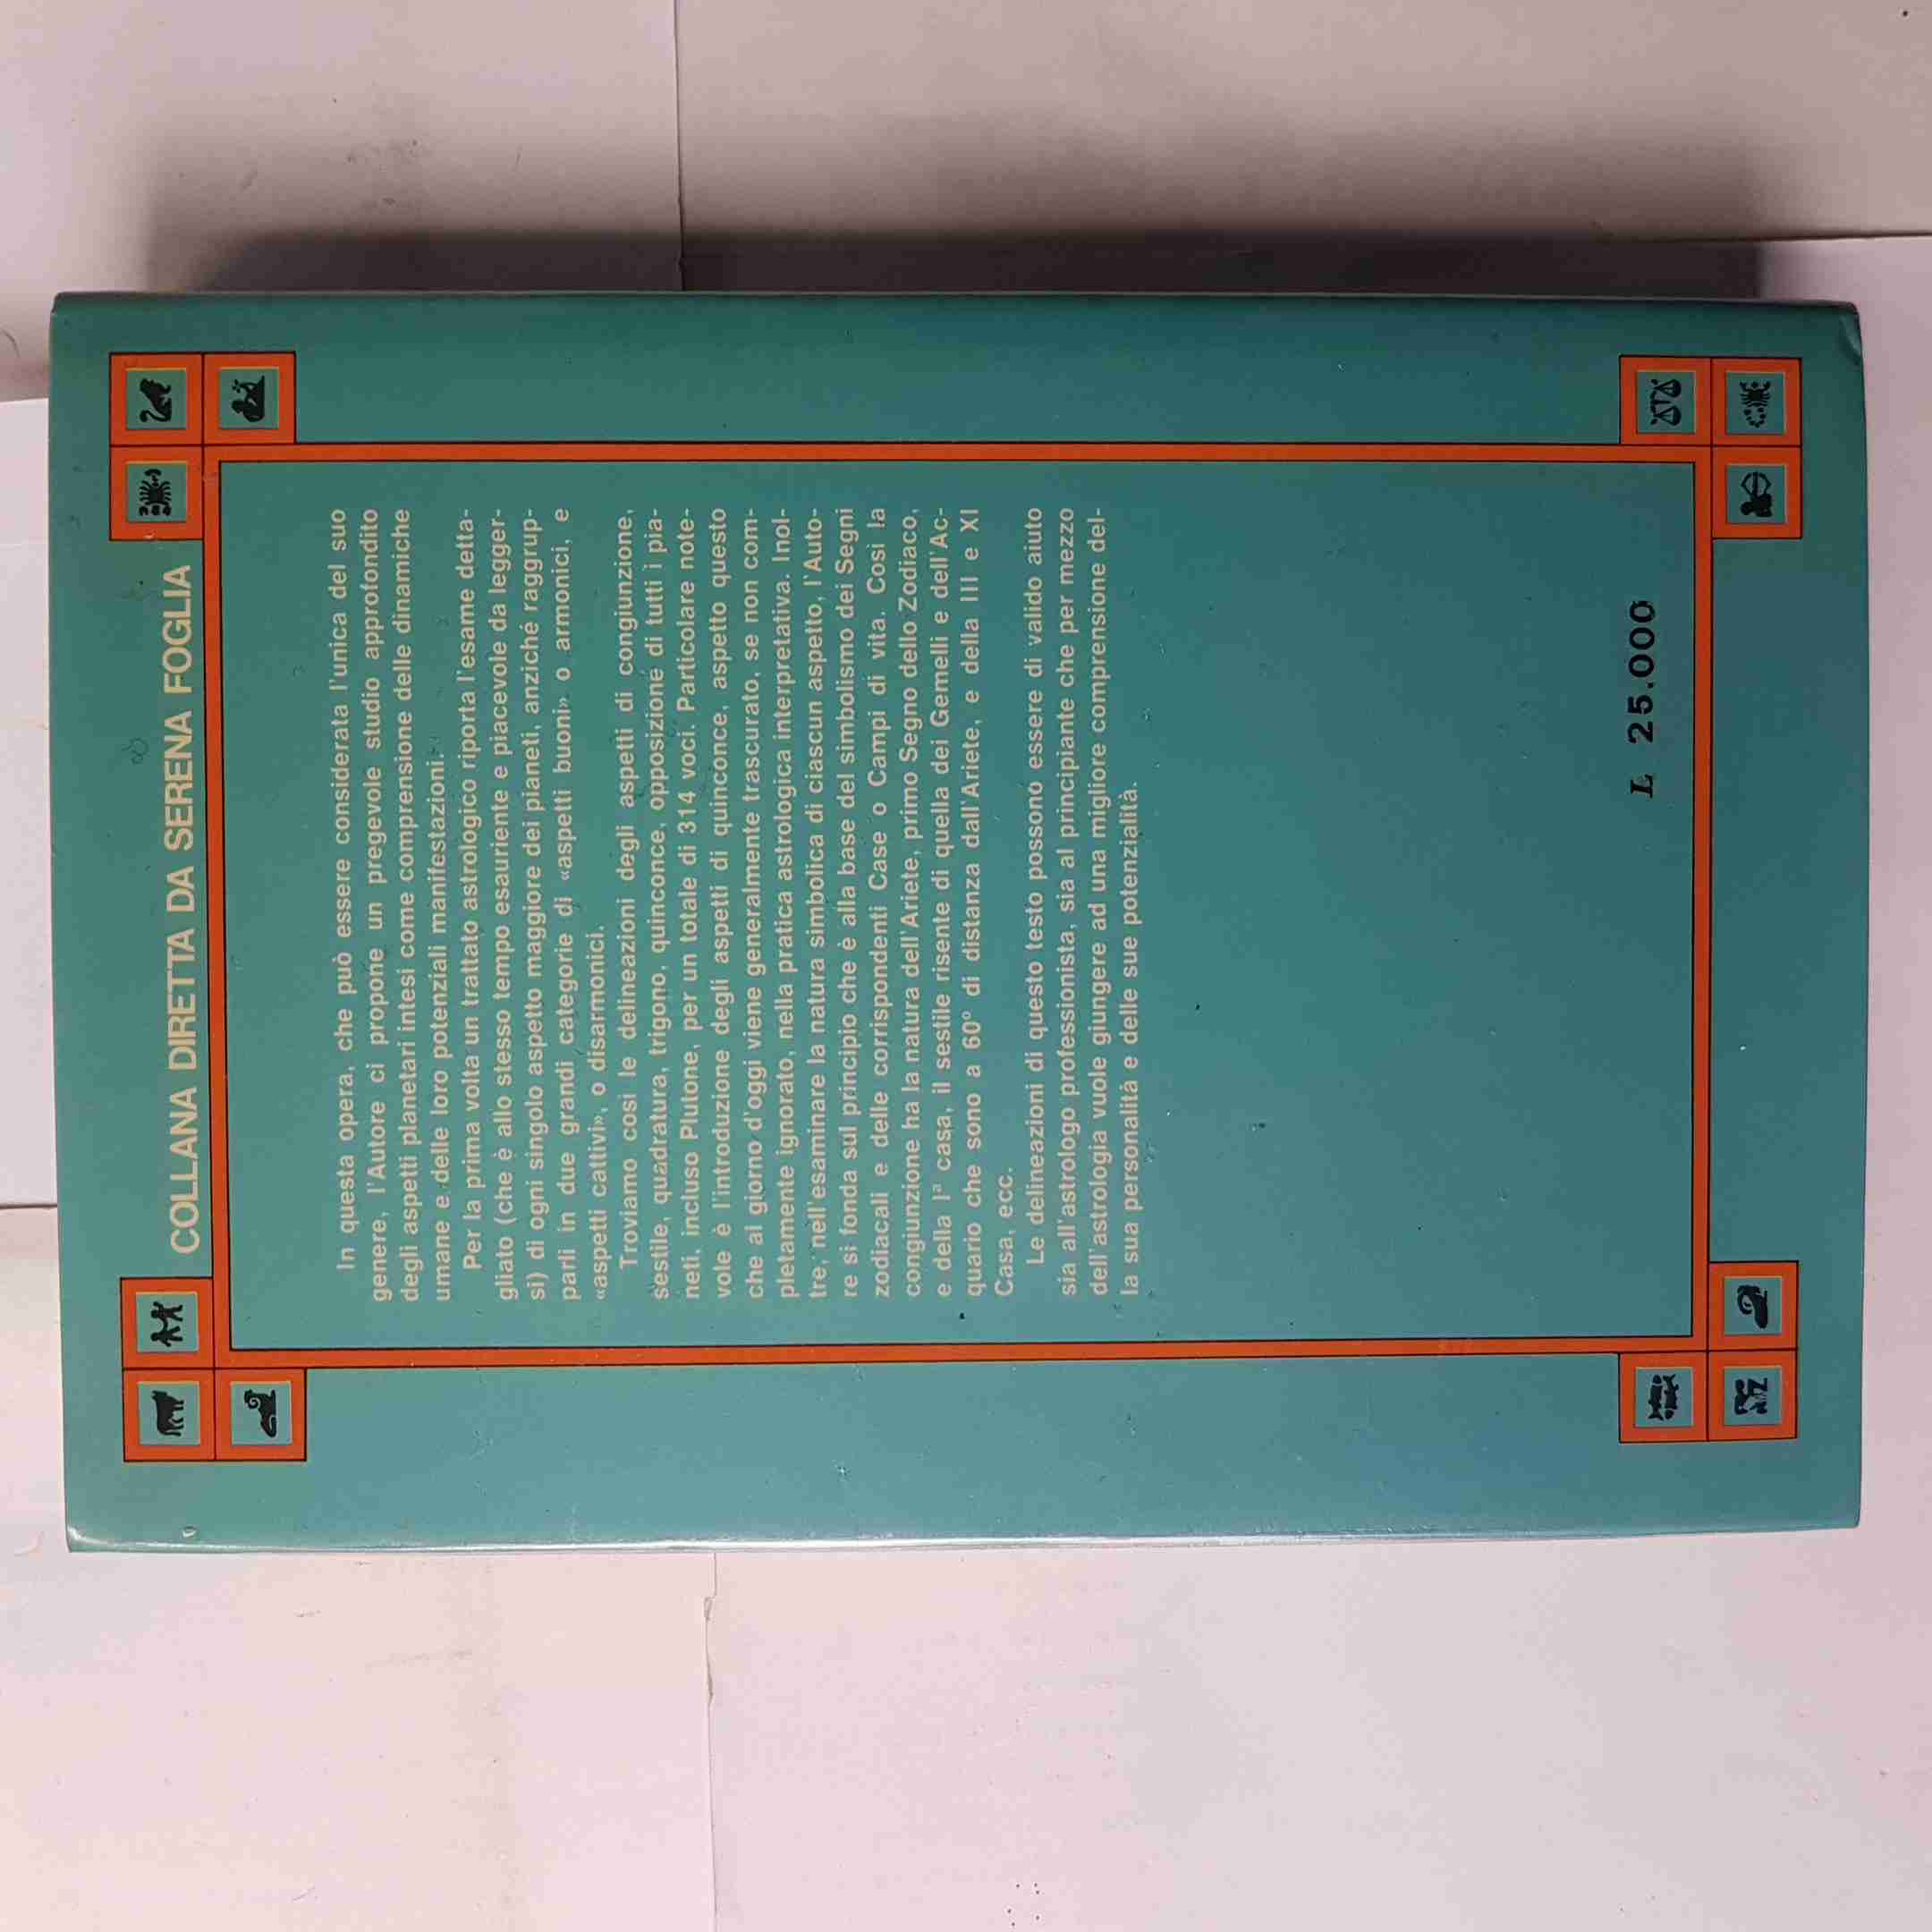 COLLANA DIRETTA DA SERENA FOGLIA
In questa opera, che può essere considerata l'unica del suo
genere, l'Autore ci propone un pregevole studio approfondito
degli aspetti planetari intesi come comprensione delle dinamiche
umane e delle loro potenziali manifestazioni.
Per la prima volta un trattato astrologico riporta l'esame detta-
gliato (che è allo stesso tempo esauriente e piacevole da legger-
si) di ogni singolo aspetto maggiore dei pianeti, anziché raggrup-
parli in due grandi categorie di «aspetti buoni» o armonici, e
«aspetti cattivi», o disarmonici.
Troviamo così le delineazioni degli aspetti di congiunzione,
sestile, quadratura, trigono, quinconce, opposizione di tutti i pia-
neti, incluso Plutone, per un totale di 314 voci. Particolare note-
vole è l'introduzione degli aspetti di quinconce, aspetto questo
che al giorno d'oggi viene generalmente trascurato, se non com-
pletamente ignorato, nella pratica astrologica interpretativa. Inol-
tre, nell'esaminare la natura simbolica di ciascun aspetto, l'Auto-
re si fonda sul principio che è alla base del simbolismo dei Segni
zodiacali e delle corrispondenti Case o Campi di vita. Così la
congiunzione ha la natura dell'Ariete, primo Segno dello Zodiaco,
e della 1ª casa, il sestile risente di quella dei Gemelli e dell'Ac-
quario che sono a 60° di distanza dall'Ariete, e della III e XI
Casa, ecc.
Le delineazioni di questo testo possono essere di valido aiuto
sia all'astrologo professionista, sia al principiante che per mezzo
dell'astrologia vuole giungere ad una migliore comprensione del-
la sua personalità e delle sue potenzialità.
L 25.000